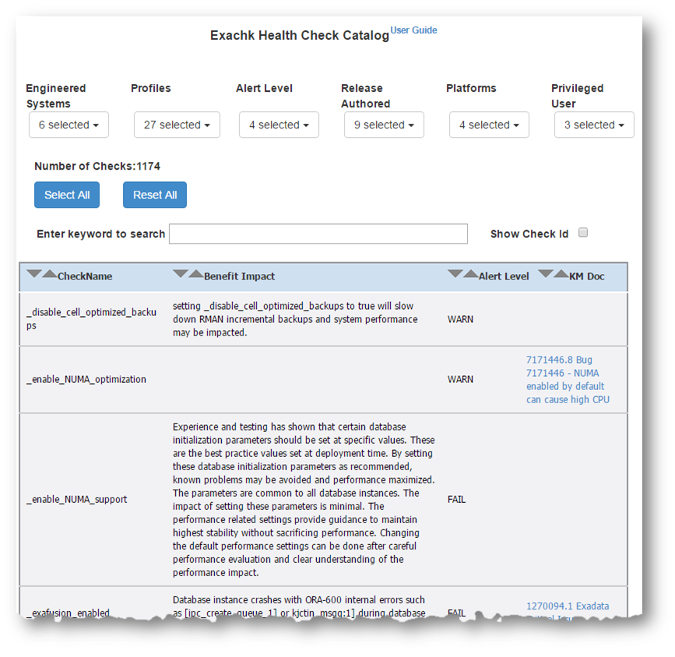 Exachk Health Check Catalog User Guide
Engineered Systems
Profiles
Alert Level
Release Authored
Platforms
Privileged User
6 selected
27 selected
4 selected
9 selected
4 selected
3 selected
Number of Checks:1174
Select All
Reset All
Enter keyword to search
Show Check Id
CheckName
Benefit Impact
Alert Level
KM Doc
_disable_cell_optimized_backu
ps
setting _disable_cell_optimized_backups to true will slow
down RMAN incremental backups and system performance
may be impacted.
WARN
_enable_NUMA_optimization
WARN
7171446.8 Bug
7171446 - NUMA
enabled by default
can cause high CPU
_enable_NUMA_support
Experience and testing has shown that certain database
initialization parameters should be set at specific values. These
are the best practice values set at deployment time. By setting
these database initialization parameters as recommended,
known problems may be avoided and performance maximized.
The parameters are common to all database instances. The
impact of setting these parameters is minimal. The
performance related settings provide guidance to maintain
highest stability without sacrificing performance. Changing
the default performance settings can be done after careful
performance evaluation and clear understanding of the
performance impact.
FAIL
_exafusion_enabled
Database instance crashes with ORA-600 internal errors such
as [ipc_create_queue_1] or kjctin_msgq:1] during database
FAIL
1270094.1 Exadata